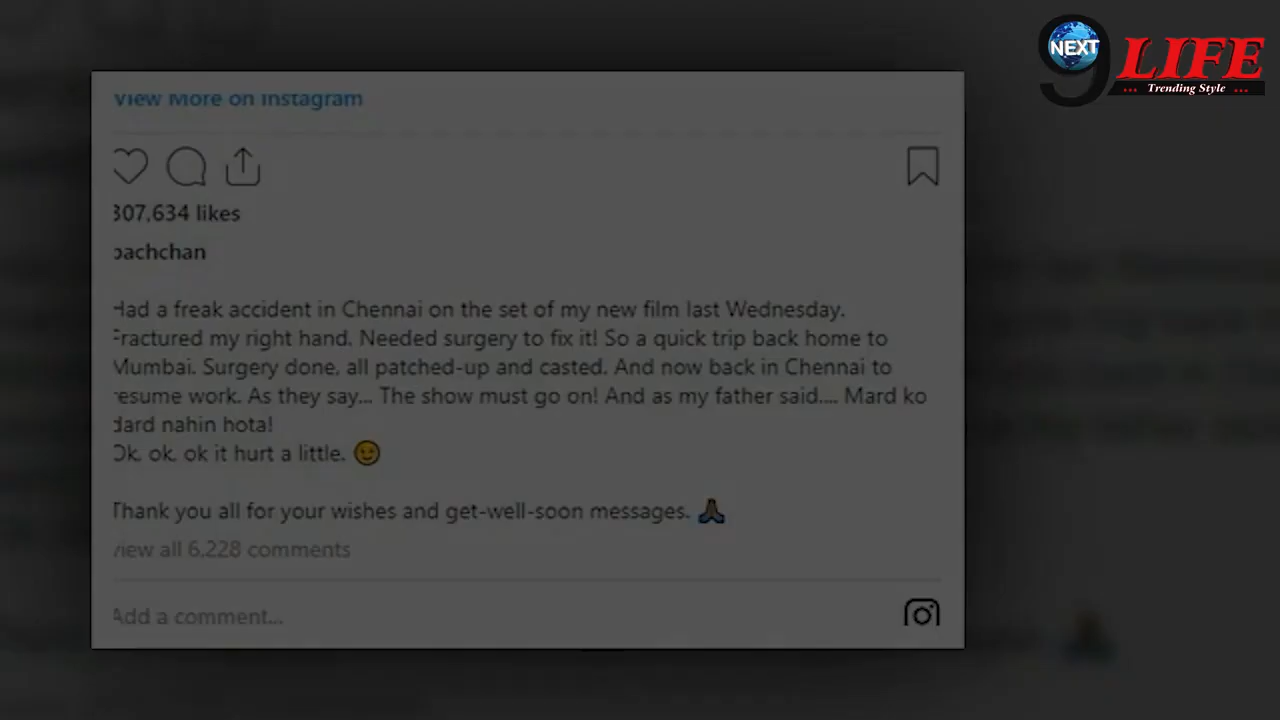 9 NEXT LIFE
... Trending Style ...
View More on Instagram
307,634 likes
bachchan
Had a freak accident in Chennai on the set of my new film last Wednesday.
Fractured my right hand. Needed surgery to fix it! So a quick trip back home to
Mumbai. Surgery done, all patched-up and casted. And now back in Chennai to
resume work. As they say... The show must go on! And as my father said.... Mard ko
dard nahin hota!
Ok, ok, ok it hurt a little. 😉
Thank you all for your wishes and get-well-soon messages. 🙏🏽
View all 6,228 comments
Add a comment...